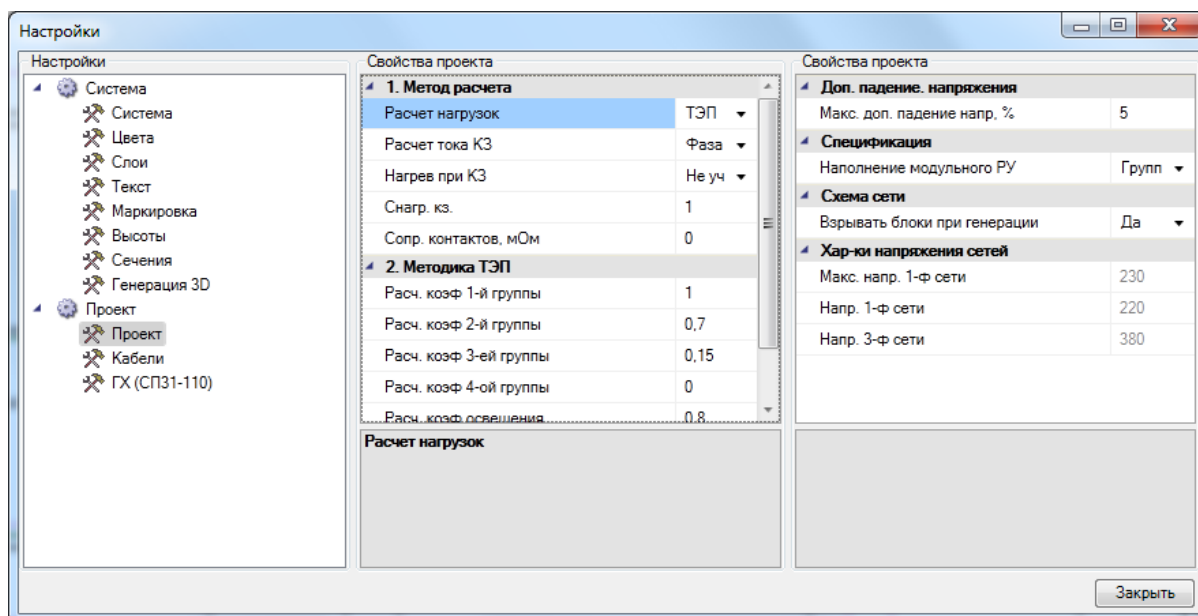 Настройки
Настройки
Система
Система
Цвета
Слои
Текст
Маркировка
Высоты
Сечения
Генерация 3D
Проект
Проект
Кабели
ГХ (СП31-110)
Свойства проекта
1. Метод расчета
Расчет нагрузок ТЭП
Расчет тока КЗ Фаза
Нагрев при КЗ Не уч
Снагр. кз. 1
Сопр. контактов, мОм 0
2. Методика ТЭП
Расч. коэф 1-й группы 1
Расч. коэф 2-й группы 0,7
Расч. коэф 3-ей группы 0,15
Расч. коэф 4-ой группы 0
Расч. коэф освещения 0,8
Расчет нагрузок
Свойства проекта
Доп. падение. напряжения
Макс. доп. падение напр, % 5
Спецификация
Наполнение модульного РУ Групп
Схема сети
Взрывать блоки при генерации Да
Хар-ки напряжения сетей
Макс. напр. 1-ф сети 230
Напр. 1-ф сети 220
Напр. 3-ф сети 380
Закрыть